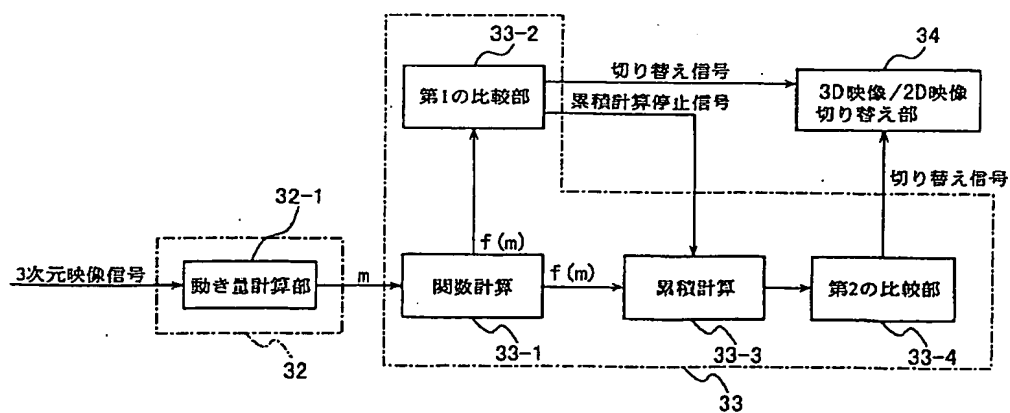 33-2
34
切り替え信号
第1の比較部
累積計算停止信号
3D映像/2D映像
切り替え部
切り替え信号
32-1
f(m)
3次元映像信号
動き量計算部
m
関数計算
f(m)
累積計算
第2の比較部
32
33-1
33-3
33-4
33